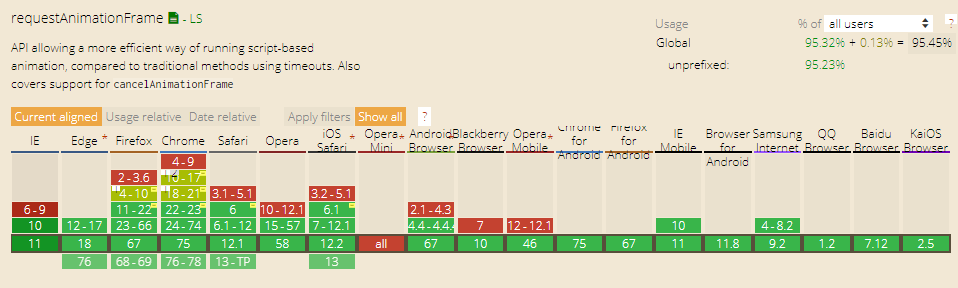 requestAnimationFrame - LS
Usage % of all users ?
Global 95.32% + 0.13% = 95.45%
unprefixed: 95.23%
API allowing a more efficient way of running script-based
animation, compared to traditional methods using timeouts. Also
covers support for cancelAnimationFrame
Current aligned Usage relative Date relative Apply filters Show all ?
IE Edge * Firefox Chrome Safari Opera iOS Safari * Opera Mini * Android Browser * Blackberry Browser Opera Mobile * Chrome for Android Firefox for Android IE Mobile Browser for Android Samsung Internet QQ Browser Baidu Browser KaiOS Browser
4-9
2-3.6 10-17
4-10 18-21 3.1-5.1 3.2-5.1
6-9 11-22 22-23 6 10-12.1 6.1 2.1-4.3
10 12-17 23-66 24-74 6.1-12 15-57 7-12.1 4.4-4.4.4 7 12-12.1 10 4-8.2
11 18 67 75 12.1 58 12.2 all 67 10 46 75 67 11 11.8 9.2 1.2 7.12 2.5
76 68-69 76-78 13-TP 13